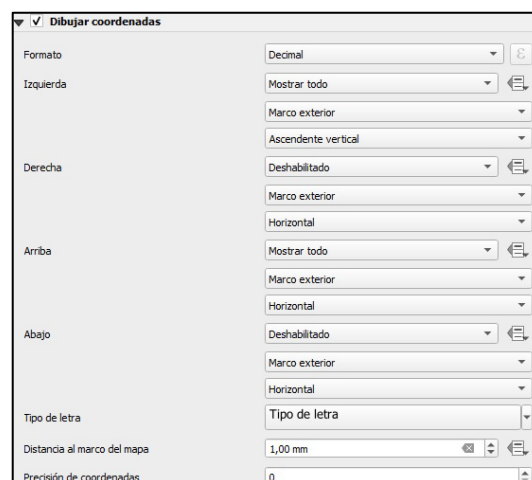 Dibujar coordenadas
Formato Decimal
Izquierda Mostrar todo
Marco exterior
Ascendente vertical
Derecha Deshabilitado
Marco exterior
Horizontal
Arriba Mostrar todo
Marco exterior
Horizontal
Abajo Deshabilitado
Marco exterior
Horizontal
Tipo de letra Tipo de letra
Distancia al marco del mapa 1,00 mm
Precisión de coordenadas 0